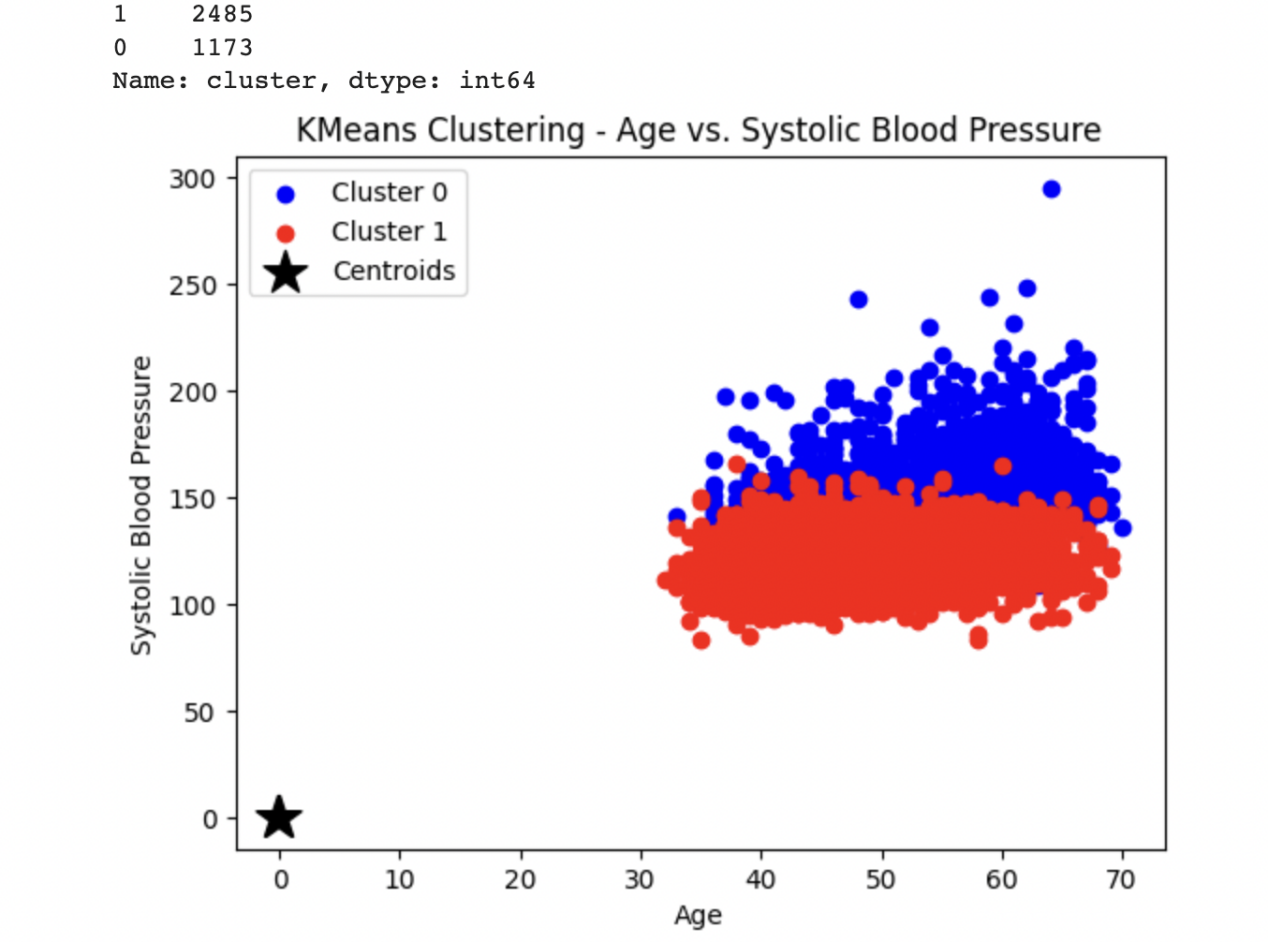 1 2485
0 1173
Name: cluster, dtype: int64
KMeans Clustering - Age vs. Systolic Blood Pressure
300
250
200
150
100
50
0
Systolic Blood Pressure
Cluster 0
Cluster 1
Centroids
0 10 20 30 40 50 60 70
Age